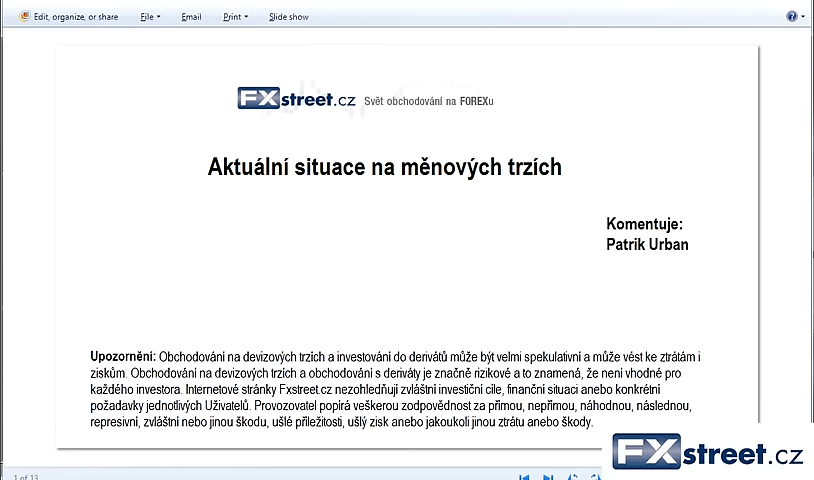 Edit, organize, or share File Email Print Slide show
FXstreet.cz Svět obchodování na FOREXu
Aktuální situace na měnových trzích
Komentuje:
Patrik Urban
Upozornění: Obchodování na devizových trzích a investování do derivátů může být velmi spekulativní a může vést ke ztrátám i
ziskům. Obchodování na devizových trzích a obchodování s deriváty je značně rizikové a to znamená, že není vhodné pro
každého investora. Internetové stránky Fxstreet.cz nezohledňují zvláštní investiční cíle, finanční situaci anebo konkrétní
požadavky jednotlivých Uživatelů. Provozovatel popírá veškerou zodpovědnost za přímou, nepřímou, náhodnou, následnou,
represivní, zvláštní nebo jinou škodu, ušlé příležitosti, ušlý zisk anebo jakoukoli jinou ztrátu anebo škody.
FXstreet.cz
1 of 13